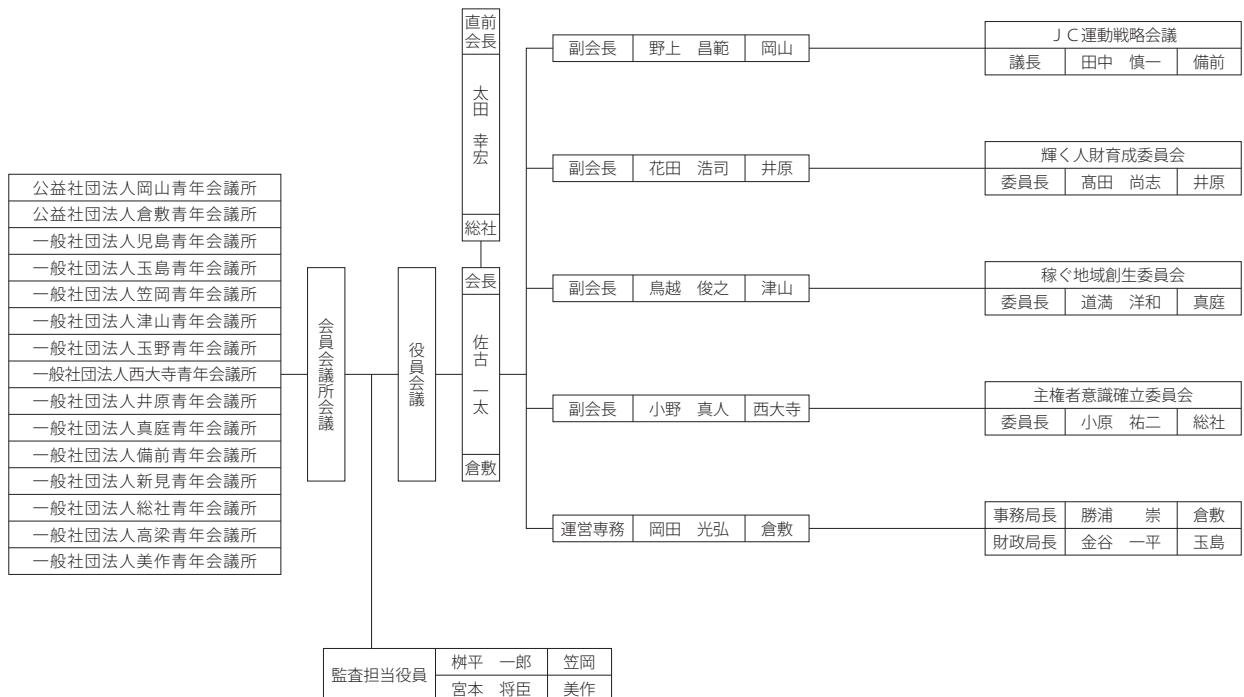 公益社団法人岡山青年会議所
公益社団法人倉敷青年会議所
一般社団法人児島青年会議所
一般社団法人玉島青年会議所
一般社団法人笠岡青年会議所
一般社団法人津山青年会議所
一般社団法人玉野青年会議所
一般社団法人西大寺青年会議所
一般社団法人井原青年会議所
一般社団法人真庭青年会議所
一般社団法人備前青年会議所
一般社団法人新見青年会議所
一般社団法人総社青年会議所
一般社団法人高梁青年会議所
一般社団法人美作青年会議所
会員会議所会議
役員会議
直前
会長
太田　幸宏
総社
会長
佐古　一太
倉敷
副会長 野上　昌範 岡山
ＪＣ運動戦略会議
議長 田中　慎一 備前
副会長 花田　浩司 井原
輝く人財育成委員会
委員長 髙田　尚志 井原
副会長 鳥越　俊之 津山
稼ぐ地域創生委員会
委員長 道満　洋和 真庭
副会長 小野　真人 西大寺
主権者意識確立委員会
委員長 小原　祐二 総社
運営専務 岡田　光弘 倉敷
事務局長 勝浦　　崇 倉敷
財政局長 金谷　一平 玉島
監査担当役員
桝平　一郎 笠岡
宮本　将臣 美作